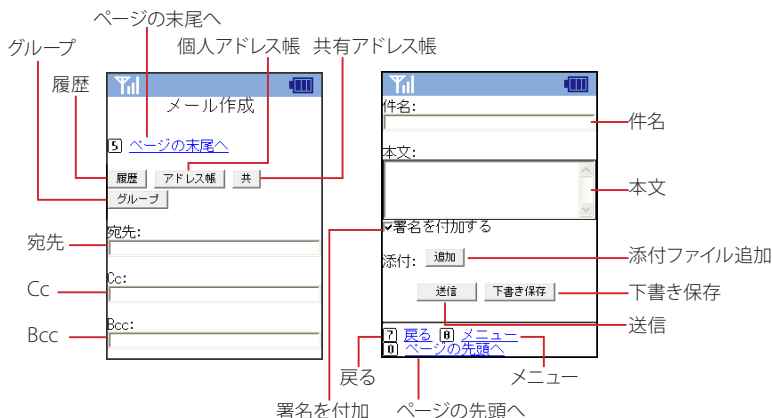 ページの末尾へ
グループ
個人アドレス帳 共有アドレス帳
履歴
メール作成
5 ページの末尾へ
履歴 アドレス帳 共
グループ
宛先
宛先:
Cc
Cc:
Bcc
Bcc:
件名:
件名
本文:
本文
署名を付加する
添付: 追加
添付ファイル追加
送信 下書き保存
下書き保存
送信
7 戻る 8 メニュー
0 ページの先頭へ
戻る
メニュー
署名を付加
ページの先頭へ